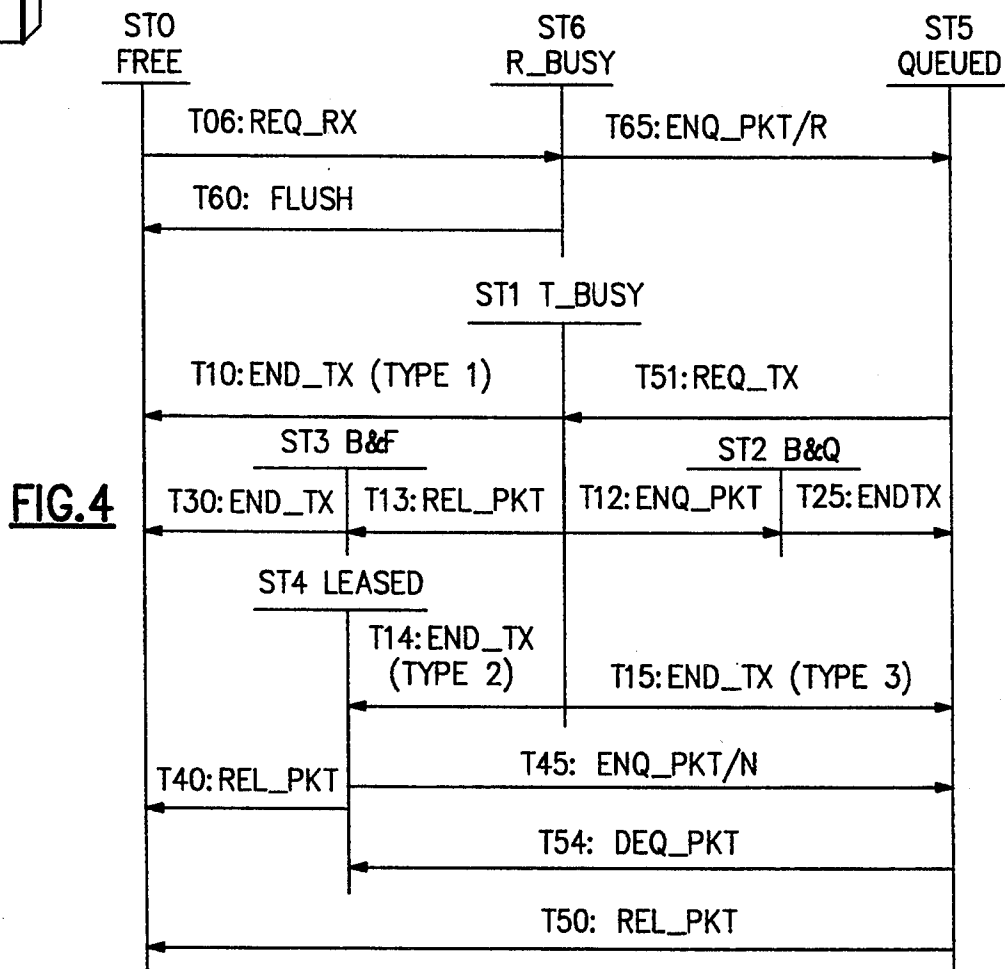 ST0
FREE
ST6
R_BUSY
ST5
QUEUED
T06:REQ_RX
T65:ENQ_PKT/R
T60: FLUSH
ST1 T_BUSY
T10:END_TX (TYPE 1)
T51:REQ_TX
ST3 B&F
ST2 B&Q
FIG.4
T30:END_TX
T13:REL_PKT
T12:ENQ_PKT
T25:ENDTX
ST4 LEASED
T14:END_TX
(TYPE 2)
T15:END_TX (TYPE 3)
T40:REL_PKT
T45: ENQ_PKT/N
T54: DEQ_PKT
T50: REL_PKT